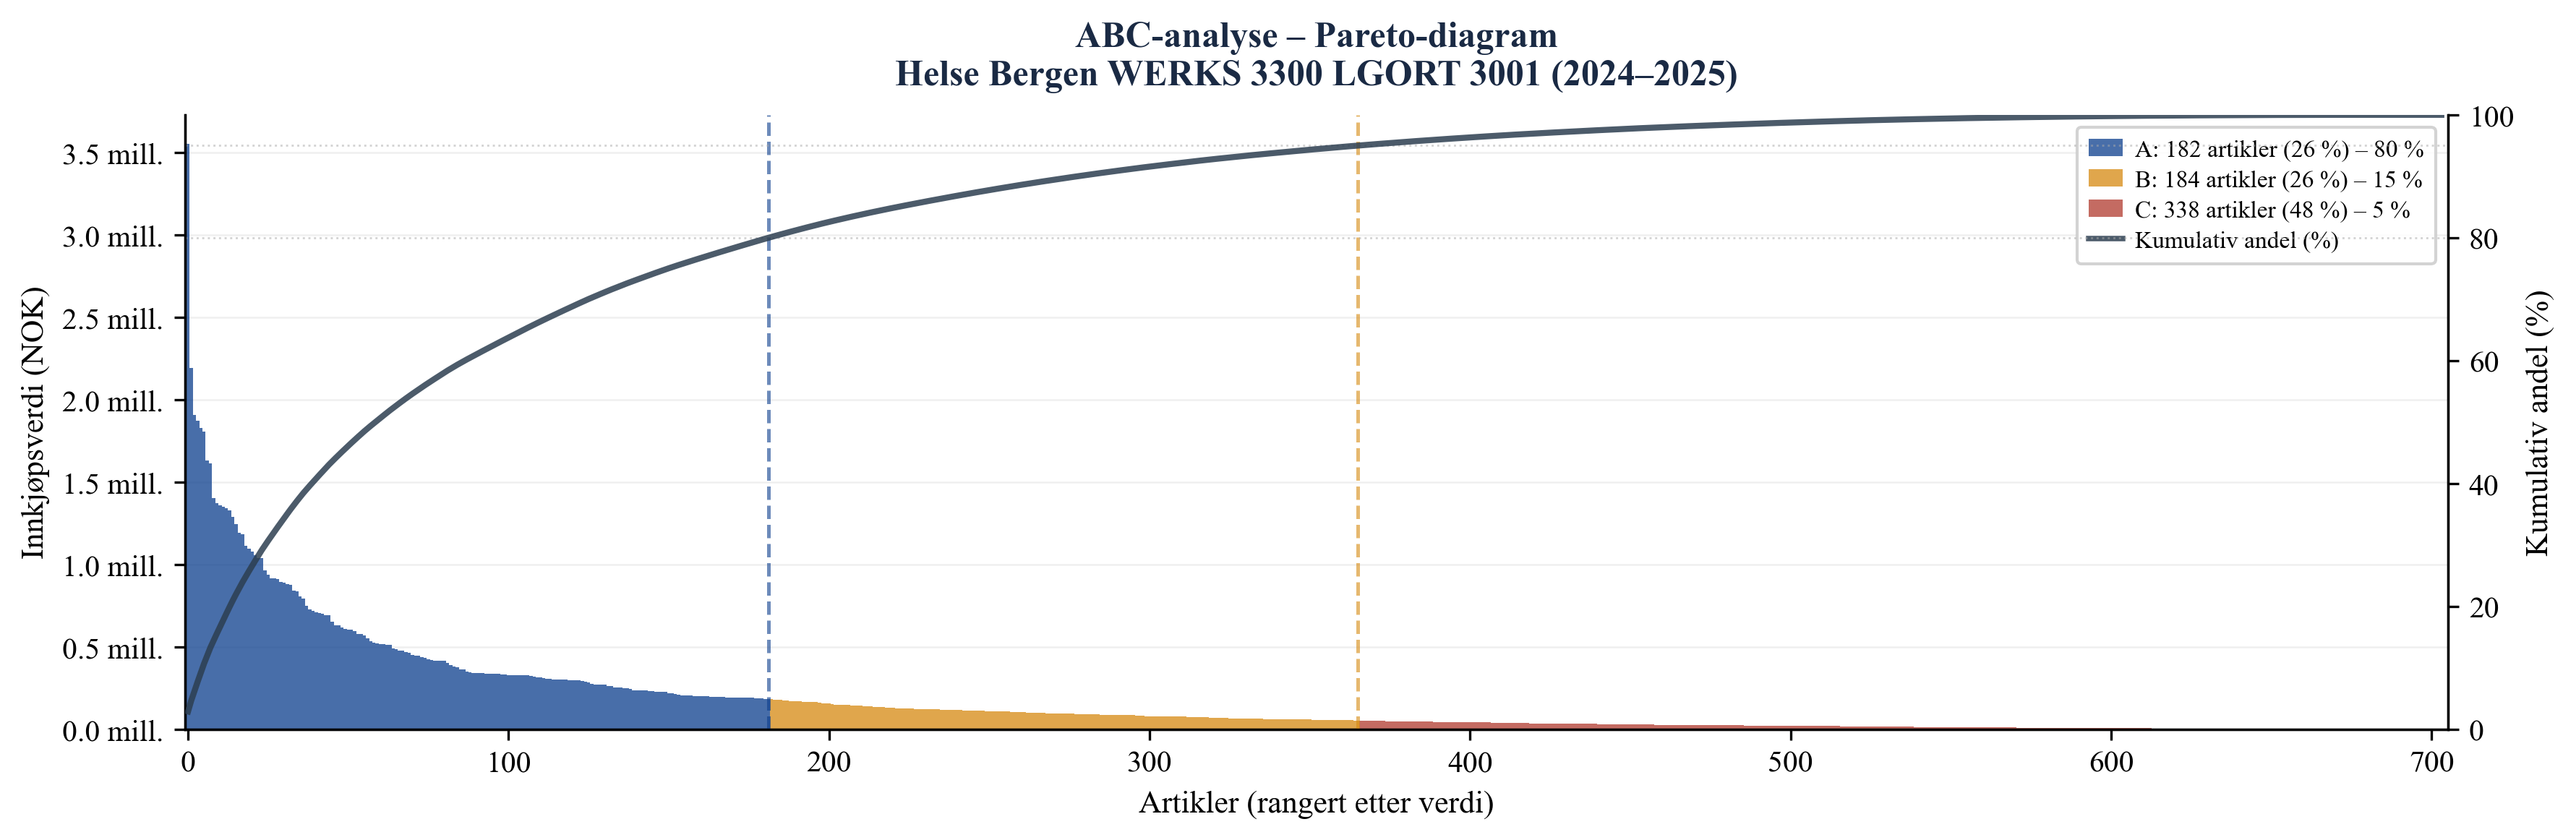 ABC-analyse – Pareto-diagram
Helse Bergen WERKS 3300 LGORT 3001 (2024–2025)
Innkjøpsverdi (NOK)
3.5 mill.
3.0 mill.
2.5 mill.
2.0 mill.
1.5 mill.
1.0 mill.
0.5 mill.
0.0 mill.
A: 182 artikler (26 %) – 80 %
B: 184 artikler (26 %) – 15 %
C: 338 artikler (48 %) – 5 %
Kumulativ andel (%)
100
80
60
40
20
0
Kumulativ andel (%)
0 100 200 300 400 500 600 700
Artikler (rangert etter verdi)